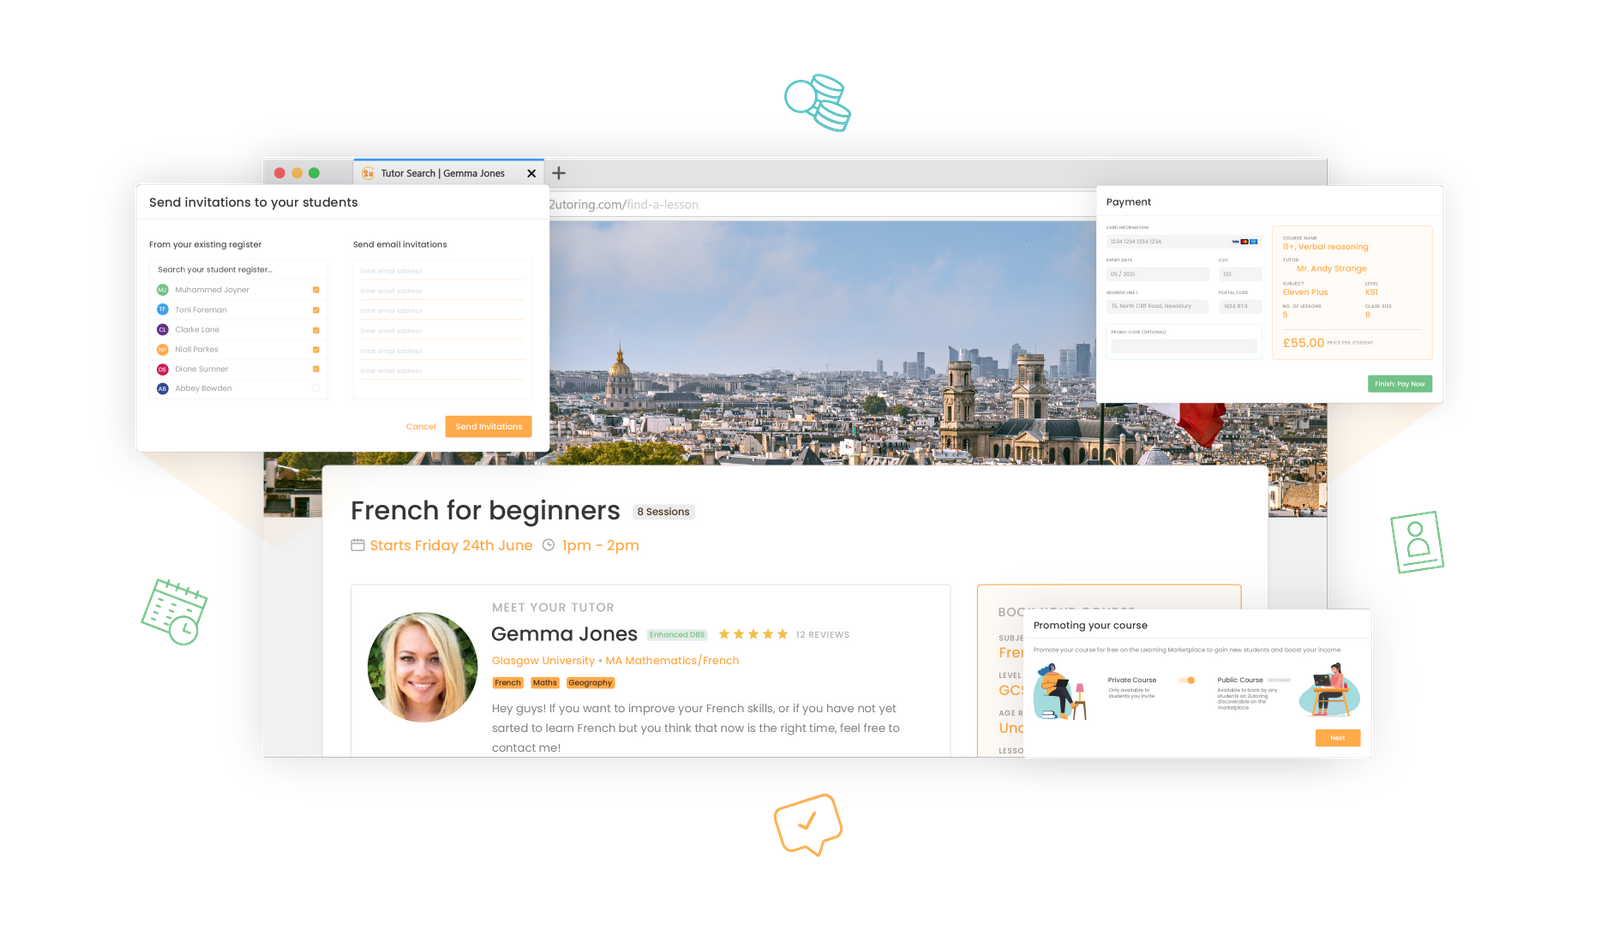 2u Tutor Search | Gemma Jones
2utoring.com/find-a-lesson
Send invitations to your students
From your existing register
Search your student register...
MJ Muhammed Joyner
TF Toni Foreman
CL Clarke Lane
NP Niall Parkes
DS Dione Sumner
AB Abbey Bowden
Send email invitations
Enter email address
Enter email address
Enter email address
Enter email address
Enter email address
Enter email address
Cancel
Send Invitations
Payment
CARD INFORMATION
1234 1234 1234 1234
VISA
EXPIRY DATE
CVC
05 / 2021
123
ADDRESS LINE 1
POSTAL CODE
15, North Cliff Road, Newsbury
N34 8T4
PROMO CODE (OPTIONAL)
COURSE NAME
11+, Verbal reasoning
TUTOR
Mr. Andy Strange
SUBJECT
LEVEL
Eleven Plus
KS1
NO. OF LESSONS
CLASS SIZE
5
8
£55.00 PRICE PER STUDENT
Finish: Pay Now
French for beginners 8 Sessions
Starts Friday 24th June 1pm - 2pm
MEET YOUR TUTOR
Gemma Jones Enhanced DBS 12 REVIEWS
Glasgow University • MA Mathematics/French
French Maths Geography
Hey guys! If you want to improve your French skills, or if you have not yet
sarted to learn French but you think that now is the right time, feel free to
contact me!
BOOK YOUR COURSE
SUBJE
Fren
LEVEL
GCS
AGE R
Und
LESSO
Promoting your course
Promote your course for free on the Learning Marketplace to gain new students and boost your income
Private Course
Only available to
students you invite
Public Course
Available to book by any
students on 2utoring
discoverable on the
marketplace
Next